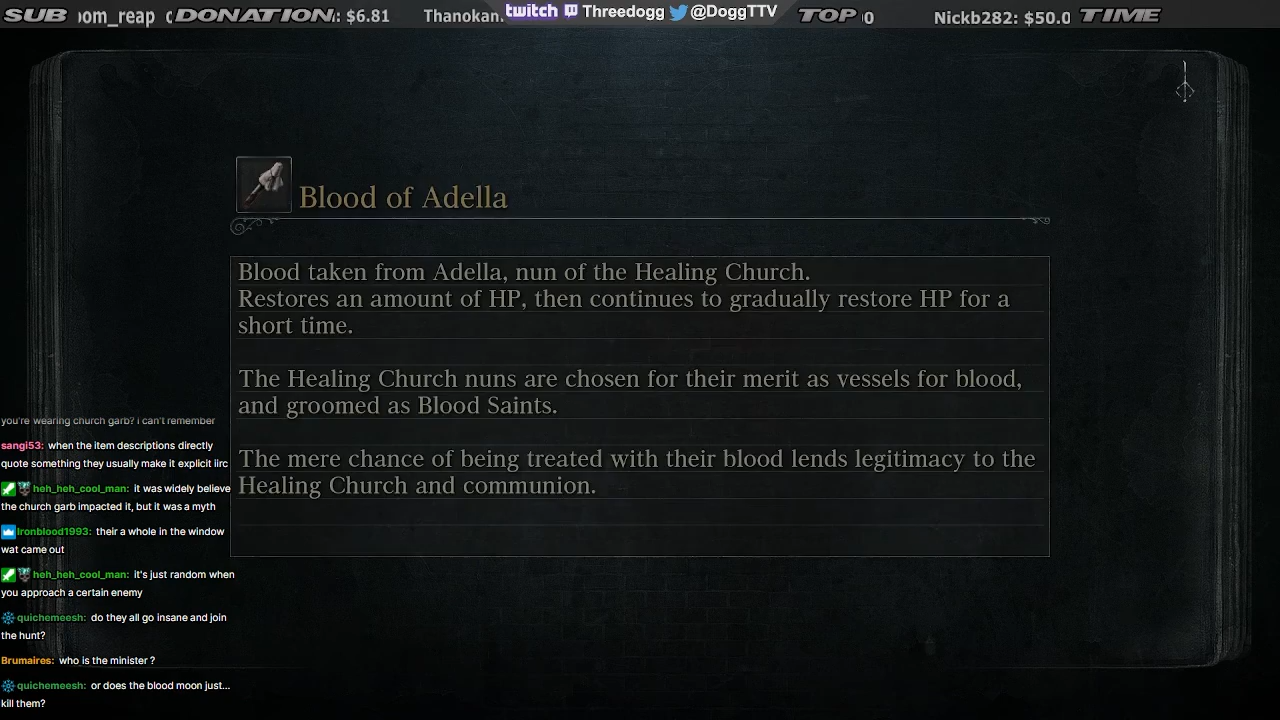 SUB oom_reap DONATION: $6.81 Thanokan. twitch Threedogg @DoggTTV TOP 0 Nickb282: $50.0 TIME
Blood of Adella
Blood taken from Adella, nun of the Healing Church.
Restores an amount of HP, then continues to gradually restore HP for a
short time.
The Healing Church nuns are chosen for their merit as vessels for blood,
and groomed as Blood Saints.
The mere chance of being treated with their blood lends legitimacy to the
Healing Church and communion.
you're wearing church garb? i can't remember
sangi53: when the item descriptions directly
quote something they usually make it explicit iirc
heh_heh_cool_man: it was widely believe
the church garb impacted it, but it was a myth
Ironblood1993: their a whole in the window
wat came out
heh_heh_cool_man: it's just random when
you approach a certain enemy
quichemeesh: do they all go insane and join
the hunt?
Brumaires: who is the minister ?
quichemeesh: or does the blood moon just...
kill them?